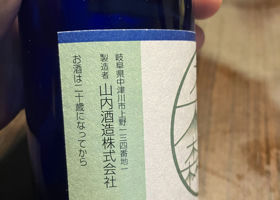 岐阜県中津川市上野一三四番地一
製造者 山内酒造株式会社
お酒は二十歳になってから